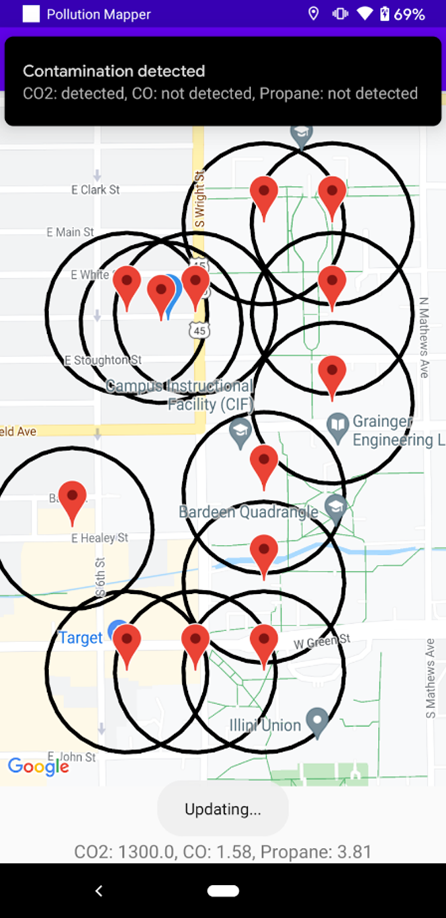 Pollution Mapper
69%
Contamination detected
CO2: detected, CO: not detected, Propane: not detected
E Clark St
S Wright St
E Main St
E White
45
45
N Mathews Ave
E Stoughton St
Campus Instructional
Facility (CIF)
eld Ave
Grainger
Engineering L
Bardeen Quadrangle
E Healey St
S 6th St
Target
W Green St
S Mathews Ave
Illini Union
E John St
Google
Updating...
CO2: 1300.0, CO: 1.58, Propane: 3.81